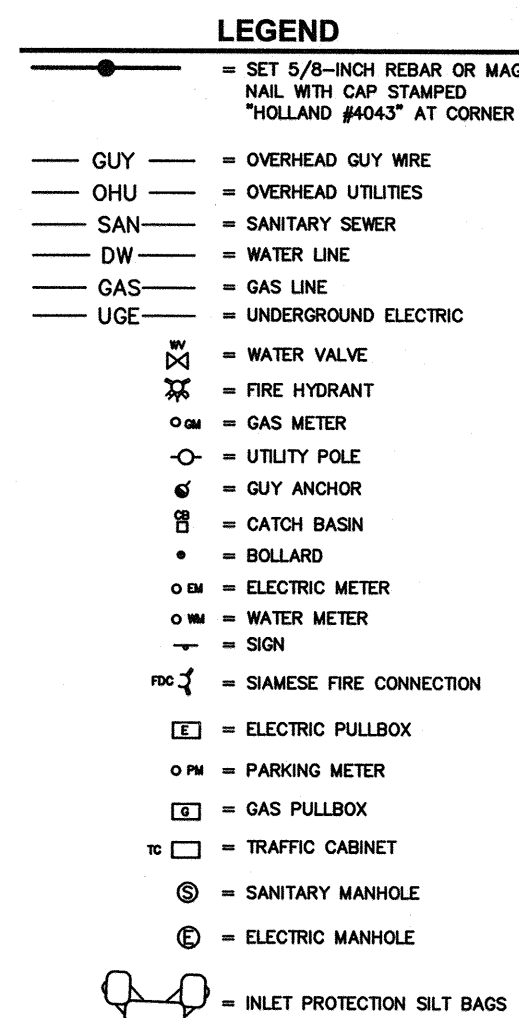 LEGEND
= SET 5/8-INCH REBAR OR MAG
NAIL WITH CAP STAMPED
"HOLLAND #4043" AT CORNER
GUY = OVERHEAD GUY WIRE
OHU = OVERHEAD UTILITIES
SAN = SANITARY SEWER
DW = WATER LINE
GAS = GAS LINE
UGE = UNDERGROUND ELECTRIC
WV = WATER VALVE
= FIRE HYDRANT
GM = GAS METER
= UTILITY POLE
= GUY ANCHOR
CB = CATCH BASIN
= BOLLARD
EM = ELECTRIC METER
WM = WATER METER
= SIGN
FDC = SIAMESE FIRE CONNECTION
E = ELECTRIC PULLBOX
PM = PARKING METER
G = GAS PULLBOX
TC = TRAFFIC CABINET
S = SANITARY MANHOLE
E = ELECTRIC MANHOLE
= INLET PROTECTION SILT BAGS